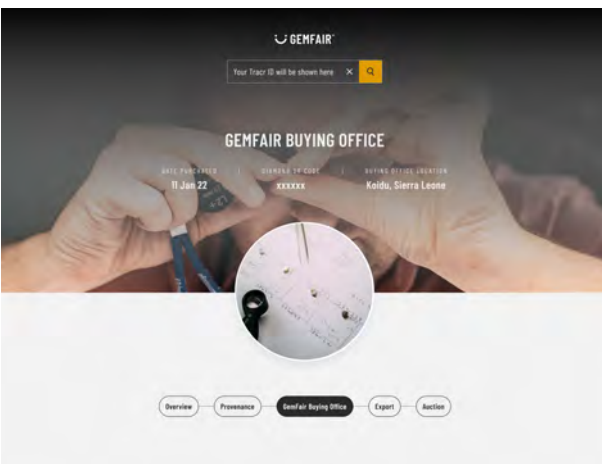 GEMFAIR
Your Tracr ID will be shown here ✕
GEMFAIR BUYING OFFICE
DATE PURCHASED | DIAMOND QR CODE | BUYING OFFICE LOCATION
11 Jan 22 xxxxxx Koidu, Sierra Leone
Overview Provenance GemFair Buying Office Export Auction